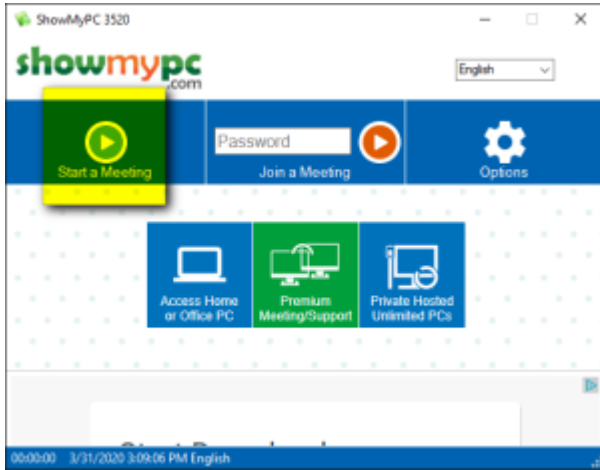 ShowMyPC 3520
showmypc
.com
English
Start a Meeting
Password
Join a Meeting
Options
Access Home
or Office PC
Premium
Meeting/Support
Private Hosted
Unlimited PCs
00:00:00 3/31/2020 3:09:06 PM English